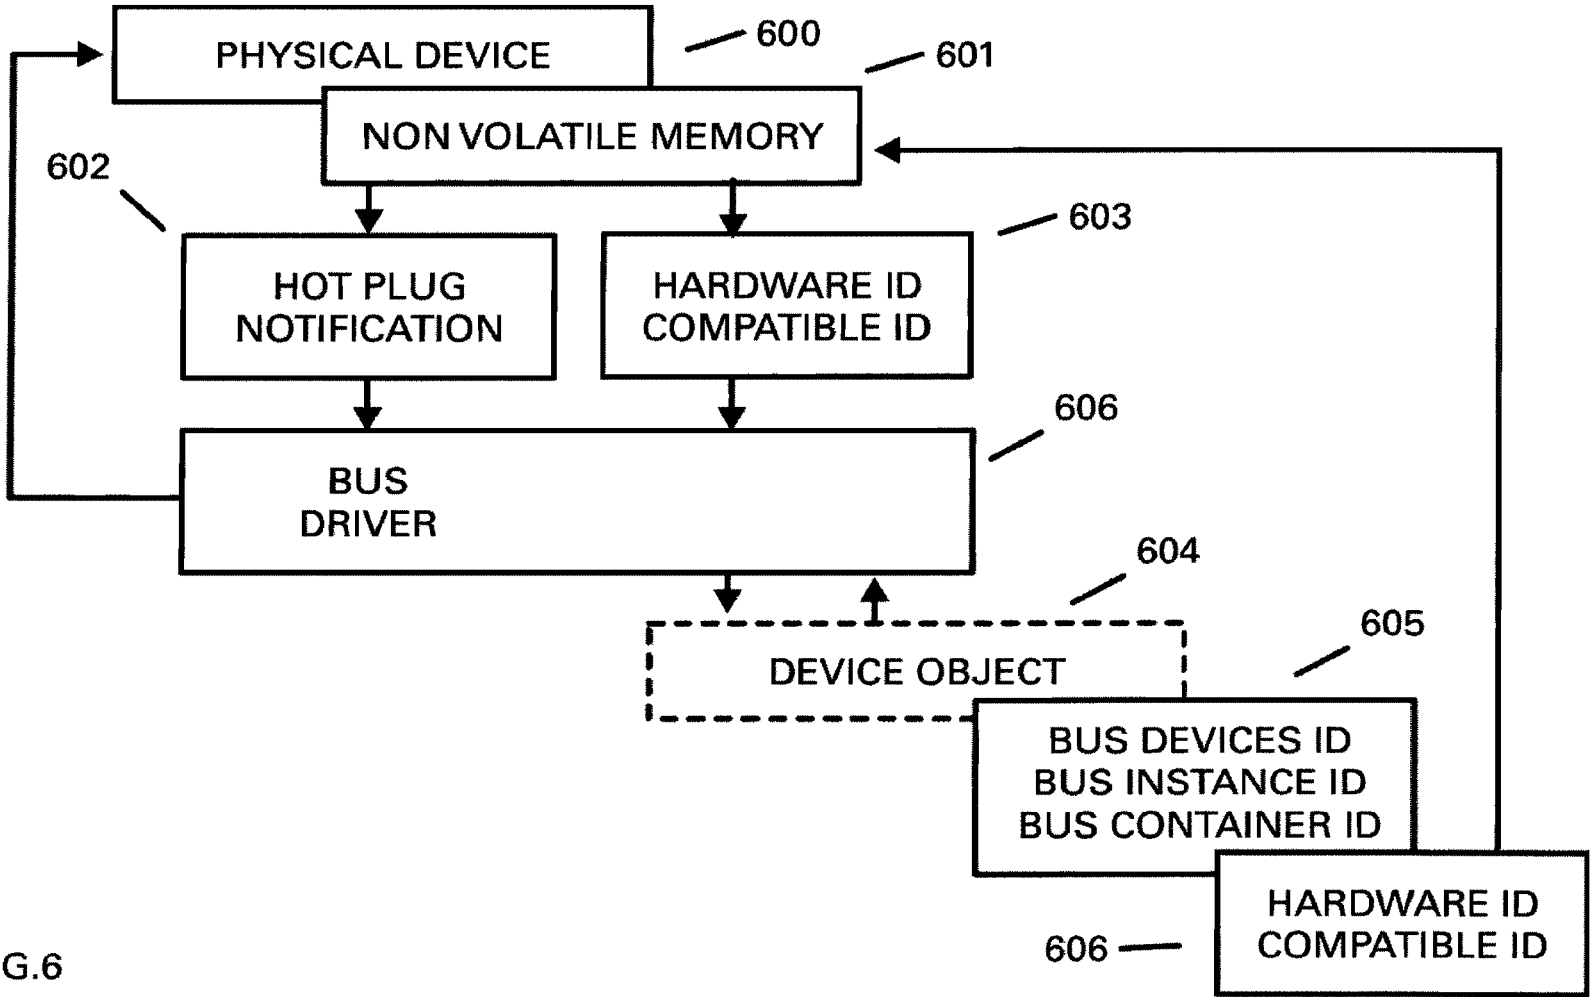 PHYSICAL DEVICE
600
601
NON VOLATILE MEMORY
602
603
HOT PLUG
NOTIFICATION
HARDWARE ID
COMPATIBLE ID
606
BUS
DRIVER
604
DEVICE OBJECT
605
BUS DEVICES ID
BUS INSTANCE ID
BUS CONTAINER ID
HARDWARE ID
COMPATIBLE ID
606
G.6